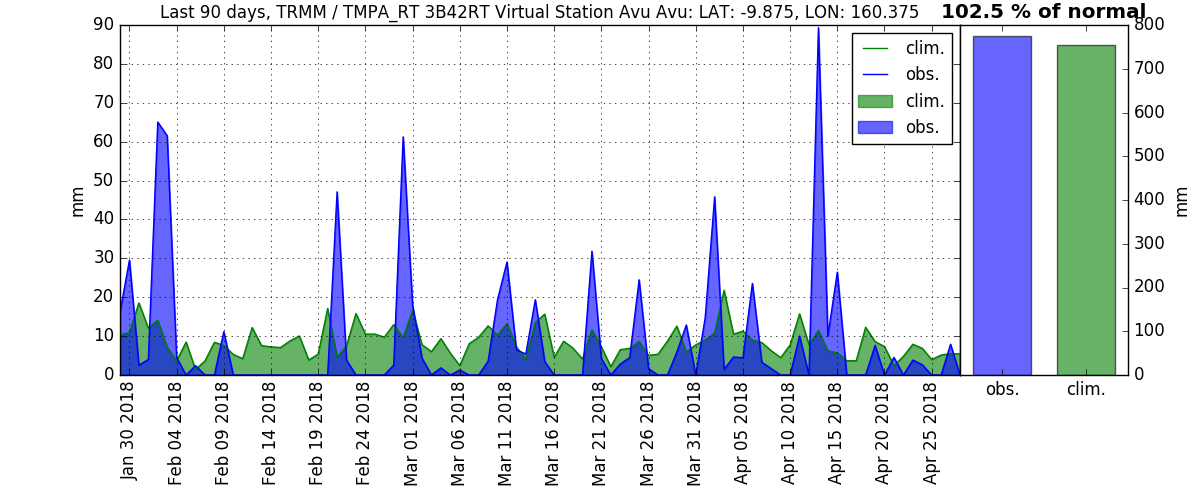 Last 90 days, TRMM / TMPA_RT 3B42RT Virtual Station Avu Avu: LAT: -9.875, LON: 160.375
102.5 % of normal
90
80
70
60
50
40
30
20
10
0
mm
clim.
obs.
clim.
obs.
800
700
600
500
400
300
200
100
0
mm
obs.
clim.
Jan 30 2018
Feb 04 2018
Feb 09 2018
Feb 14 2018
Feb 19 2018
Feb 24 2018
Mar 01 2018
Mar 06 2018
Mar 11 2018
Mar 16 2018
Mar 21 2018
Mar 26 2018
Mar 31 2018
Apr 05 2018
Apr 10 2018
Apr 15 2018
Apr 20 2018
Apr 25 2018